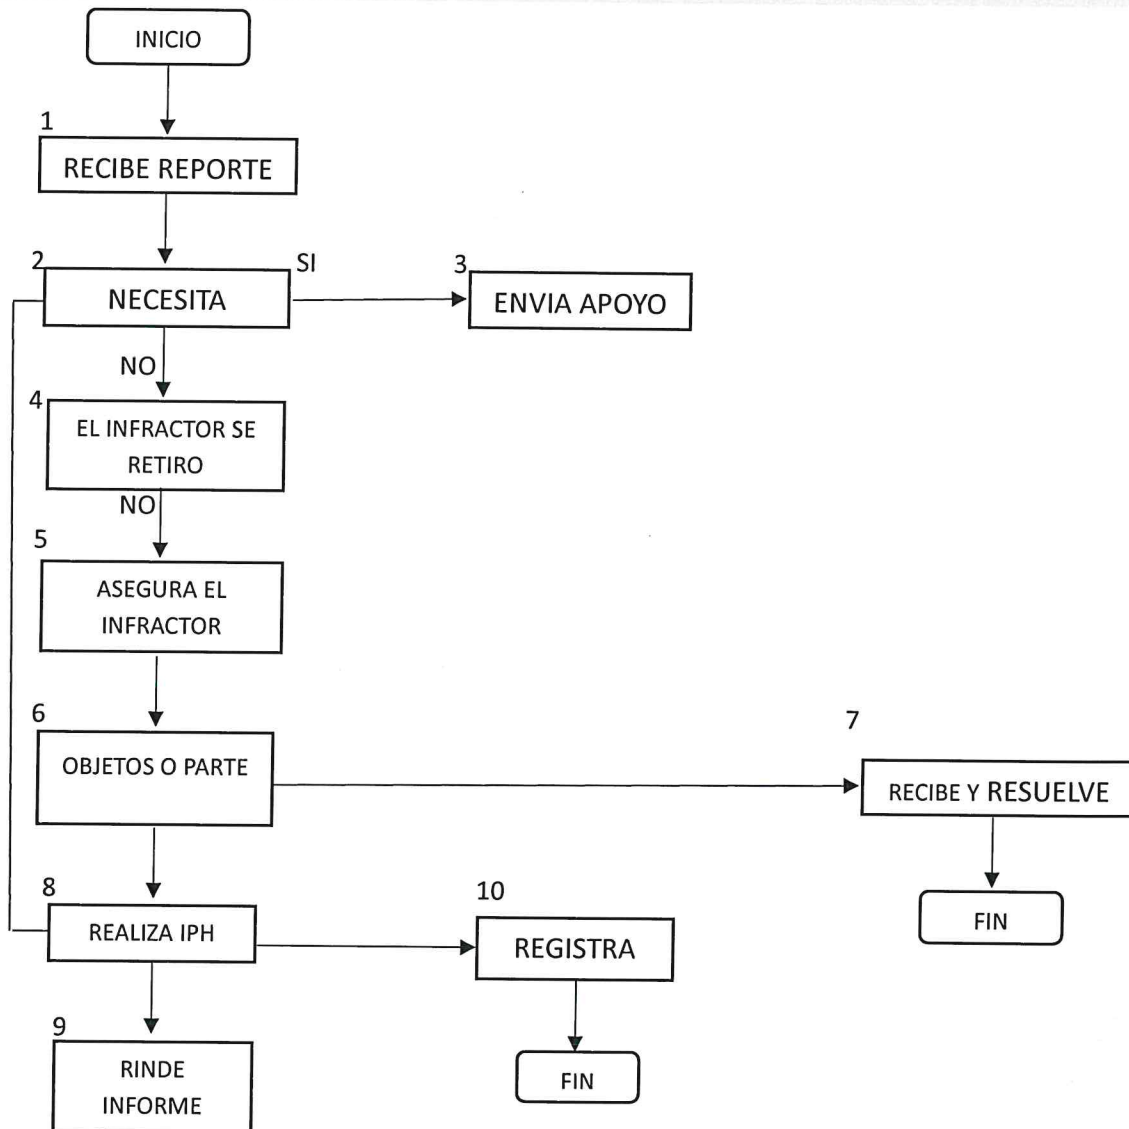 INICIO
1
RECIBE REPORTE
2
NECESITA
SI
3
ENVIA APOYO
NO
4
EL INFRACTOR SE
RETIRO
NO
5
ASEGURA EL
INFRACTOR
6
OBJETOS O PARTE
7
RECIBE Y RESUELVE
FIN
8
REALIZA IPH
10
REGISTRA
FIN
9
RINDE
INFORME